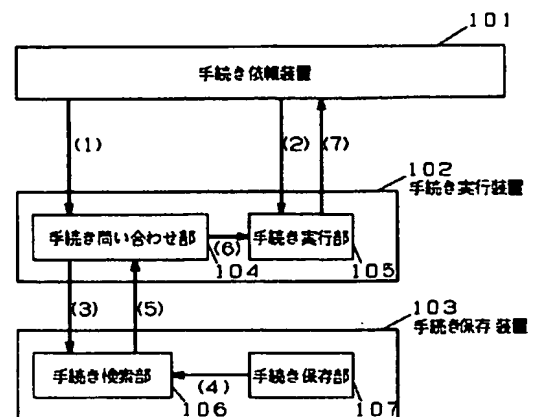 101
手続き依頼装置
(1)
(2)
(7)
102
手続き実行装置
手続き問い合わせ部
(6)
手続き実行部
104
105
(3)
(5)
103
手続き保存装置
手続き検索部
(4)
手続き保存部
106
107